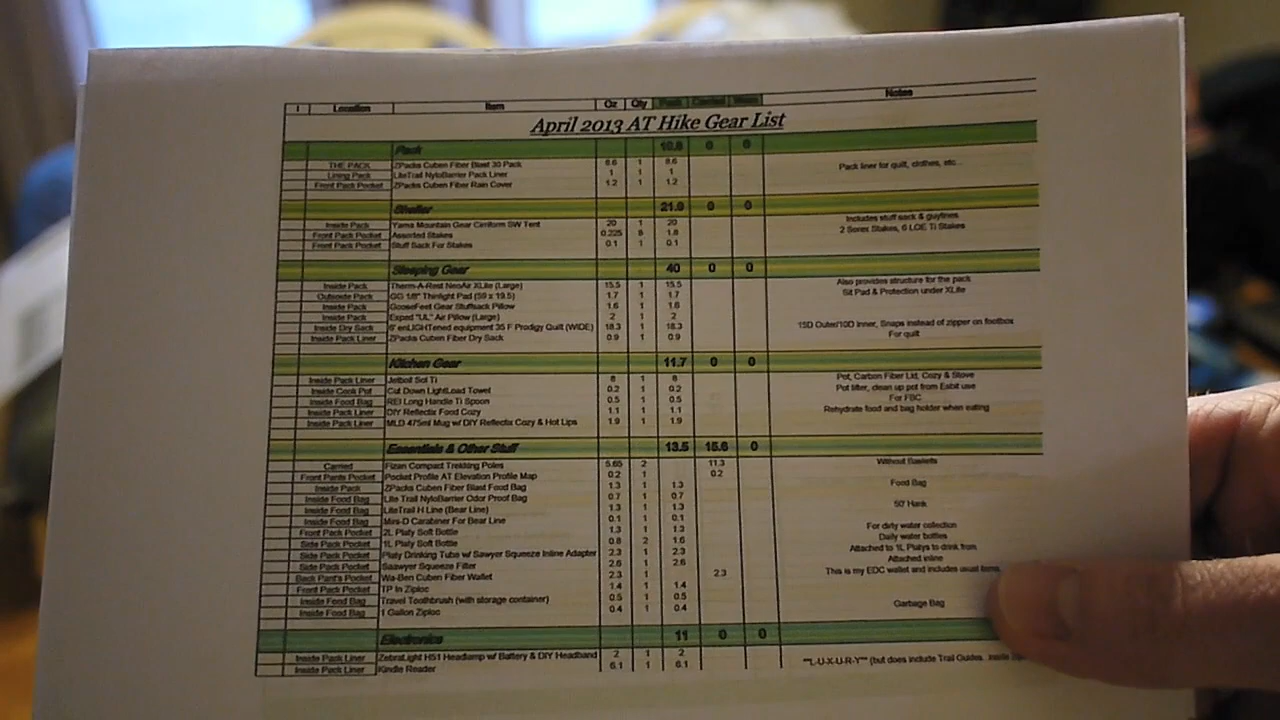 ! Location Item Oz Qty Pack Carried Worn Notes
April 2013 AT Hike Gear List
Pack 10.8 0 0
THE PACK ZPacks Cuben Fiber Blast 30 Pack 8.6 1 8.6
Lining Pack LiteTrail NyloBarrier Pack Liner 1 1 1 Pack liner for quilt, clothes, etc...
Front Pack Pocket ZPacks Cuben Fiber Rain Cover 1.2 1 1.2
Shelter 21.9 0 0
Inside Pack Yama Mountain Gear Cirriform SW Tent 20 1 20 Includes stuff sack & guylines
Front Pack Pocket Assorted Stakes 0.225 8 1.8 2 Sorex Stakes, 6 LOE Ti Stakes
Front Pack Pocket Stuff Sack For Stakes 0.1 1 0.1
Sleeping Gear 40 0 0
Inside Pack Therm-A-Rest NeoAir XLite (Large) 15.5 1 15.5 Also provides structure for the pack
Outside Pack GG 1/8" Thinlight Pad (59 x 19.5) 1.7 1 1.7 Sit Pad & Protection under XLite
Inside Pack GooseFeet Gear Stuffsack Pillow 1.6 1 1.6
Inside Pack Exped "UL" Air Pillow (Large) 2 1 2
Inside Dry Sack 6' enLIGHTened equipment 35 F Prodigy Quilt (WIDE) 18.3 1 18.3 15D Outer/10D Inner, Snaps instead of zipper on footbox
Inside Pack Liner ZPacks Cuben Fiber Dry Sack 0.9 1 0.9 For quilt
Kitchen Gear 11.7 0 0
Inside Pack Liner Jetboil Sol Ti 8 1 8 Pot, Carbon Fiber Lid, Cozy & Stove
Inside Cook Pot Cut Down LightLoad Towel 0.2 1 0.2 Pot lifter, clean up pot from Esbit use
Inside Food Bag REI Long Handle Ti Spoon 0.5 1 0.5 For FBC
Inside Pack Liner DIY Reflectix Food Cozy 1.1 1 1.1 Rehydrate food and bag holder when eating
Inside Pack Liner MLD 475ml Mug w/ DIY Reflectix Cozy & Hot Lips 1.9 1 1.9
Essentials & Other Stuff 13.5 15.6 0
Carried Fizan Compact Trekking Poles 5.65 2 11.3 Without Baskets
Front Pants Pocket Pocket Profile AT Elevation Profile Map 0.2 1 0.2
Inside Pack ZPacks Cuben Fiber Blast Food Bag 1.3 1 1.3 Food Bag
Inside Food Bag Lite Trail NyloBarrier Odor Proof Bag 0.7 1 0.7
Inside Food Bag LiteTrail H Line (Bear Line) 1.3 1 1.3 50' Hank
Inside Food Bag Mini-D Carabiner For Bear Line 0.1 1 0.1
Front Pack Pocket 2L Platy Soft Bottle 1.3 1 1.3 For dirty water collection
Side Pack Pocket 1L Platy Soft Bottle 0.8 2 1.6 Daily water bottles
Side Pack Pocket Platy Drinking Tube w/ Sawyer Squeeze Inline Adapter 2.3 1 2.3 Attached to 1L Platys to drink from
Side Pack Pocket Saawyer Squeeze Filter 2.6 1 2.6 Attached inline
Back Pant's Pocket Wa-Ben Cuben Fiber Wallet 2.3 1 2.3 This is my EDC wallet and includes usual items
Front Pack Pocket TP In Ziploc 1.4 1 1.4
Inside Food Bag Travel Toothbrush (with storage container) 0.5 1 0.5
Inside Food Bag 1 Gallon Ziploc 0.4 1 0.4 Garbage Bag
Electronics 11 0 0
Inside Pack Liner ZebraLight H51 Headlamp w/ Battery & DIY Headband 2 1 2
Inside Pack Liner Kindle Reader 6.1 1 6.1 **L-U-X-U-R-Y** (but does include Trail Guides.